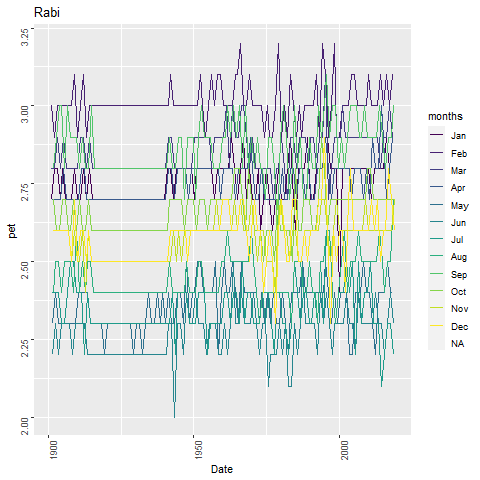 Rabi
3.25
3.00
2.75
2.50
2.25
2.00
pet
1900
1950
2000
Date
months
Jan
Feb
Mar
Apr
May
Jun
Jul
Aug
Sep
Oct
Nov
Dec
NA